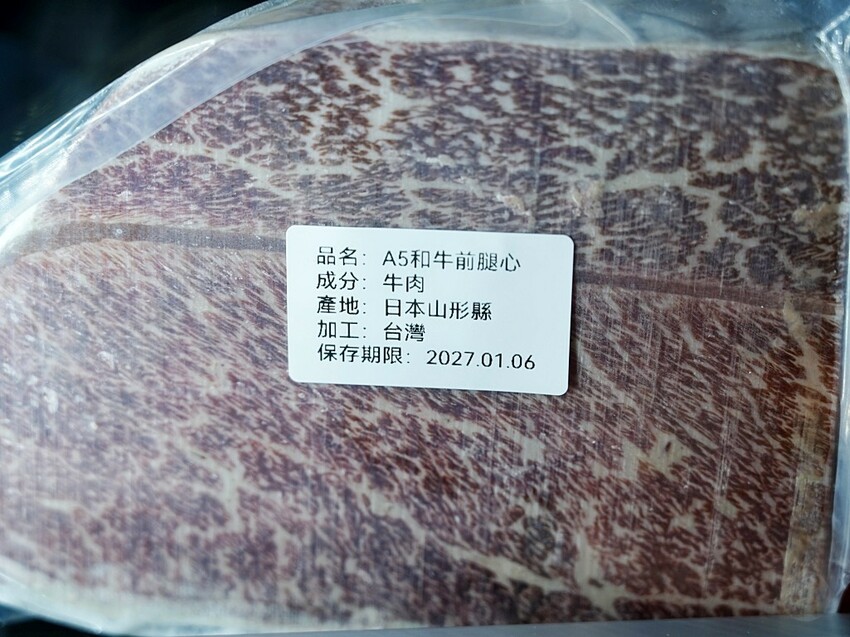 品名: A5和牛前腿心
成分: 牛肉
產地: 日本山形縣
加工: 台灣
保存期限: 2027.01.06